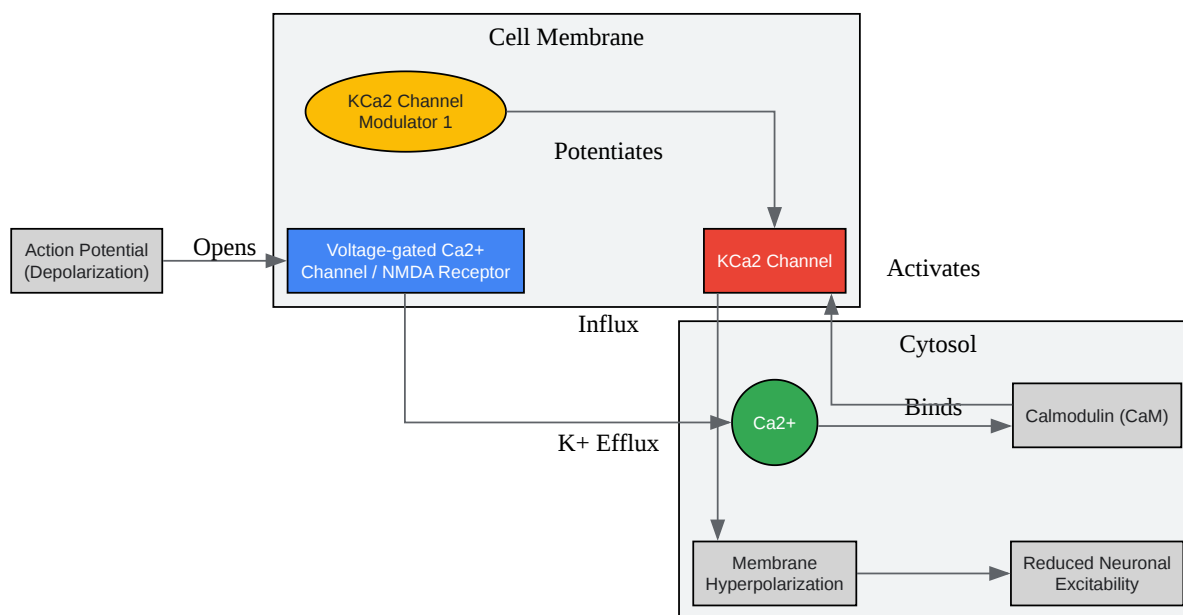 Cell Membrane
KCa2 Channel
Modulator 1
Potentiates
Action Potential
(Depolarization)
Opens
Voltage-gated Ca2+
Channel / NMDA Receptor
KCa2 Channel
Activates
Influx
Cytosol
Ca2+
Binds
Calmodulin (CaM)
K+ Efflux
Membrane
Hyperpolarization
Reduced Neuronal
Excitability